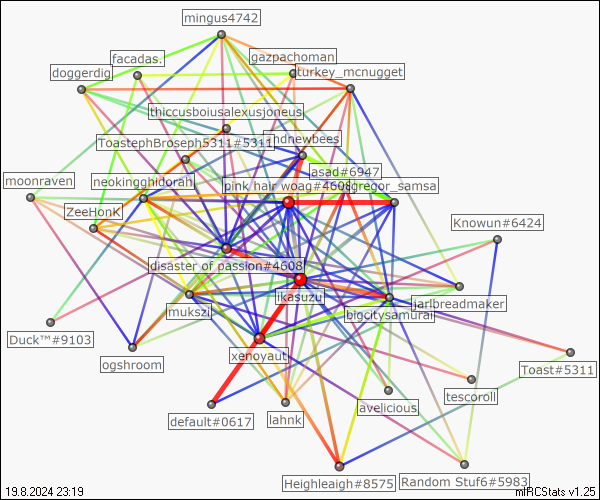 mingus4742
gazpachoman
facadas.
turkey_mcnugget
doggerdig
thiccusboiusalexusjoneus
ndnewbees
ToastephBroseph5311#5311
asad#6947
moonraven
neokingghidorah
pink hair woag#4608
gregor_samsa
ZeeHonK
Knowun#6424
disaster of passion#4608
ikasuzu
jarlbreadmaker
mukszil
bigcitysamurai
Duck™#9103
xenoyaut
ogshroom
Toast#5311
tescoroll
avelicious
default#0617
lahnk
Heighleaigh#8575
Random Stuf6#5983
19.8.2024 23:19
mIRCStats v1.25